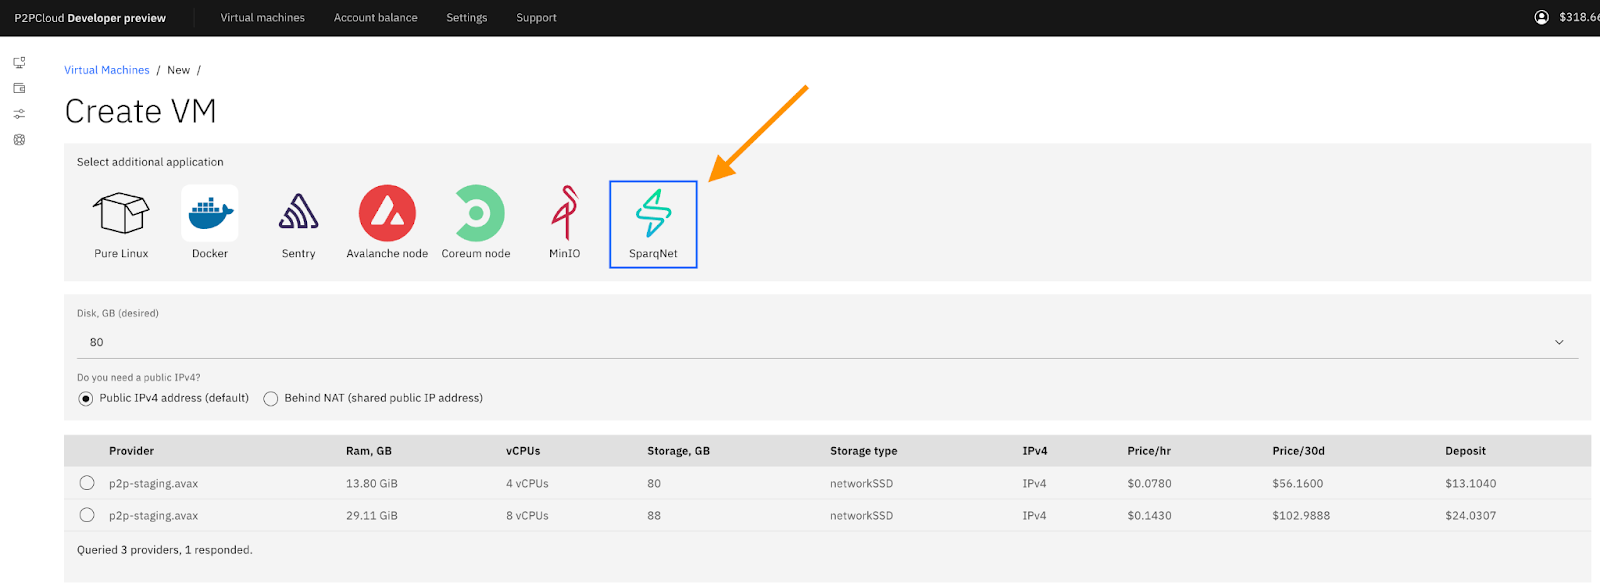 P2PCloud Developer preview Virtual machines Account balance Settings Support $318.66
Virtual Machines / New /
Create VM
Select additional application
Pure Linux Docker Sentry Avalanche node Coreum node MinIO SparqNet
Disk, GB (desired)
80
Do you need a public IPv4?
Public IPv4 address (default) Behind NAT (shared public IP address)
Provider Ram, GB vCPUs Storage, GB Storage type IPv4 Price/hr Price/30d Deposit
p2p-staging.avax 13.80 GiB 4 vCPUs 80 networkSSD IPv4 $0.0780 $56.1600 $13.1040
p2p-staging.avax 29.11 GiB 8 vCPUs 88 networkSSD IPv4 $0.1430 $102.9888 $24.0307
Queried 3 providers, 1 responded.